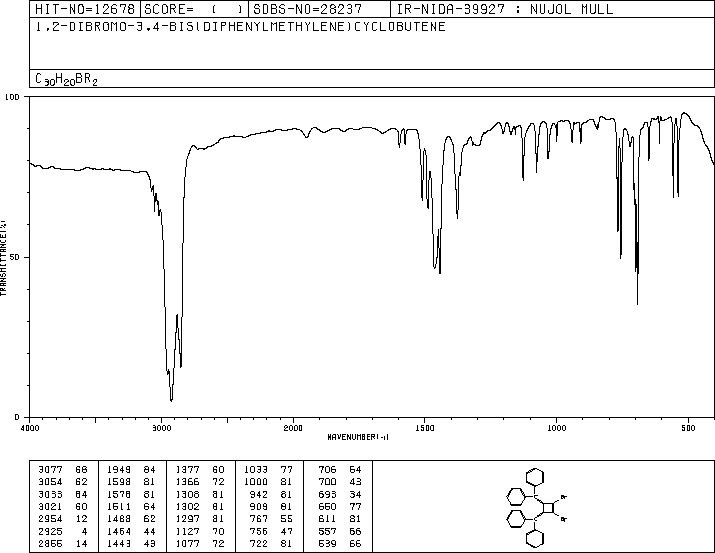 HIT-NO=12678 SCORE= ( ) SDBS-NO=28237 IR-NIDA-39927 : NUJOL MULL
1,2-DIBROMO-3,4-BIS(DIPHENYLMETHYLENE)CYCLOBUTENE
C30H20BR2
100
50
0
TRANSMITTANCE(%)
4000 3000 2000 1500 1000 500
WAVENUMBER(-1)
3077 68 1949 84 1377 60 1033 77 706 64
3054 62 1598 81 1366 72 1000 81 700 43
3033 84 1578 81 1308 81 942 81 693 34
3021 60 1511 64 1302 81 909 81 650 77
2954 12 1488 62 1297 81 767 55 611 81
2925 4 1464 44 1127 70 756 47 557 66
2855 14 1443 43 1077 72 722 81 539 66
Br
Br